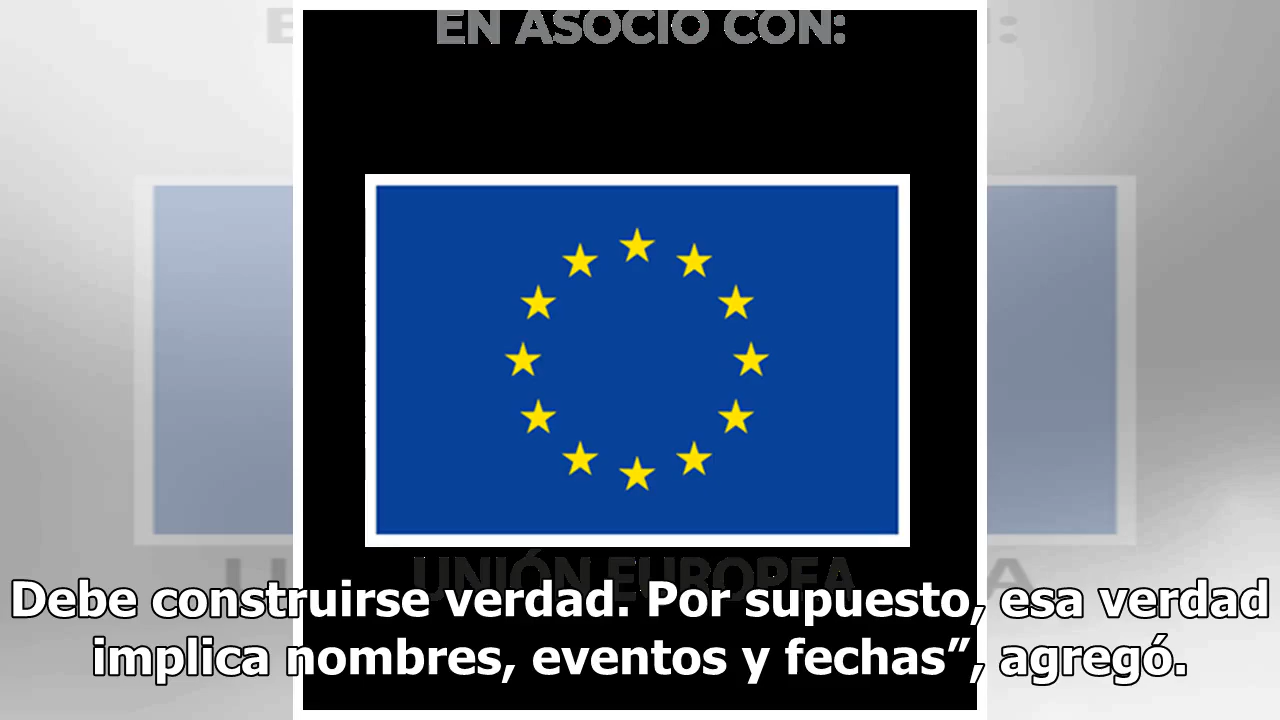 EN ASOCIO CON:
UNIÓN EUROPEA
Debe construirse verdad. Por supuesto, esa verdad
implica nombres, eventos y fechas”, agregó.